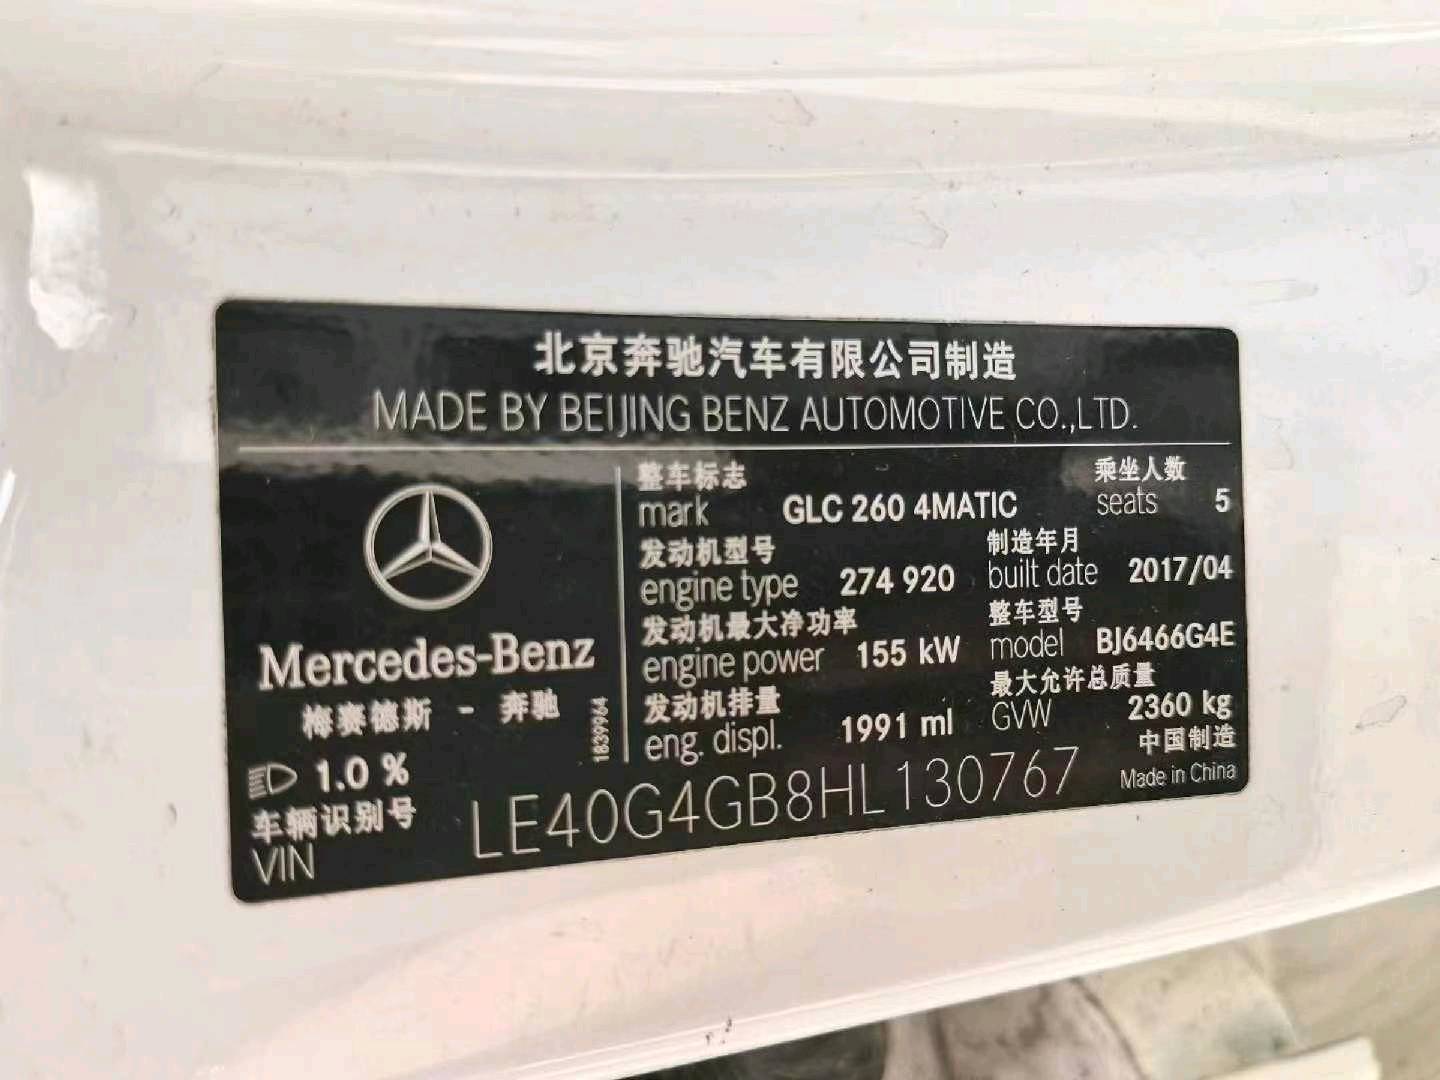 北京奔驰汽车有限公司制造
MADE BY BEIJING BENZ AUTOMOTIVE CO.,LTD.
Mercedes-Benz
梅赛德斯 - 奔驰
1.0 %
1839964
整车标志
mark GLC 260 4MATIC
乘坐人数
seats 5
发动机型号
engine type 274 920
制造年月
built date 2017/04
发动机最大净功率
engine power 155 kW
整车型号
model BJ6466G4E
发动机排量
eng. displ. 1991 ml
最大允许总质量
GVW 2360 kg
中国制造
Made in China
车辆识别号
VIN LE40G4GB8HL130767